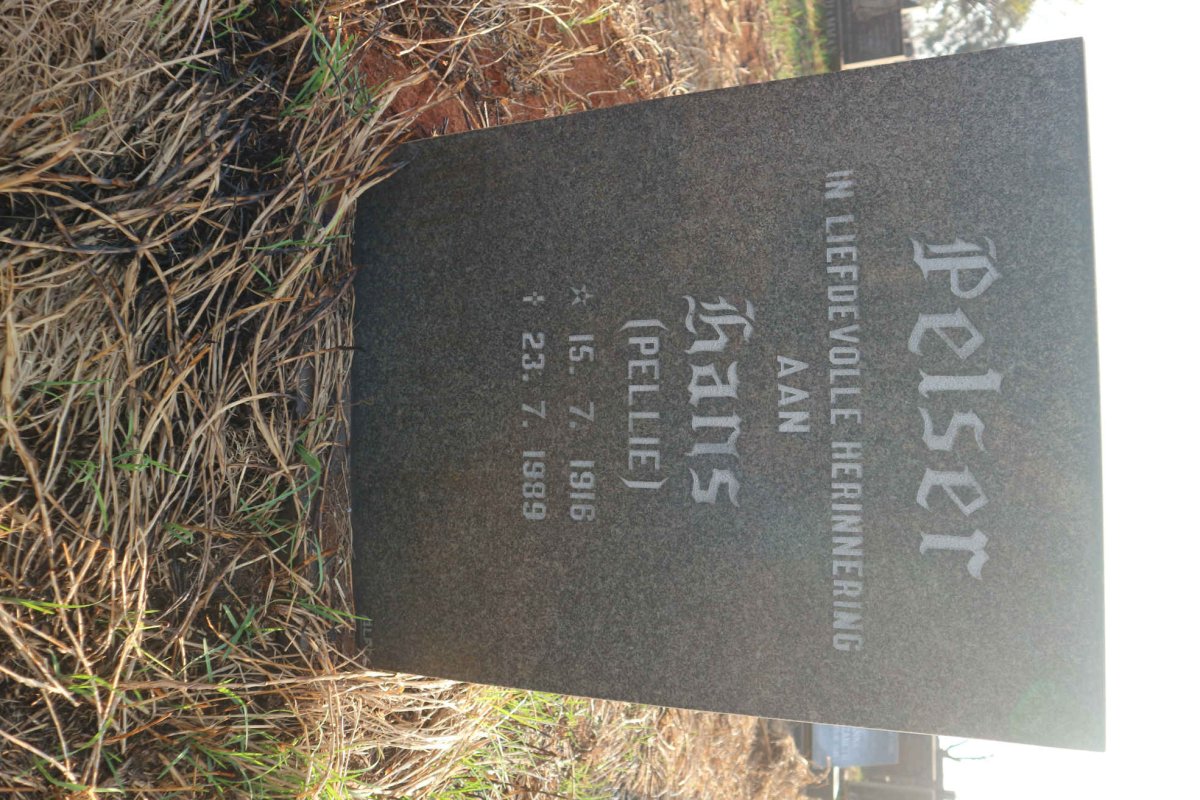 Pelser
IN LIEFDEVOLLE HERINNERING
AAN
Hans
(PELLIE)
15. 7. 1916
23. 7. 1989